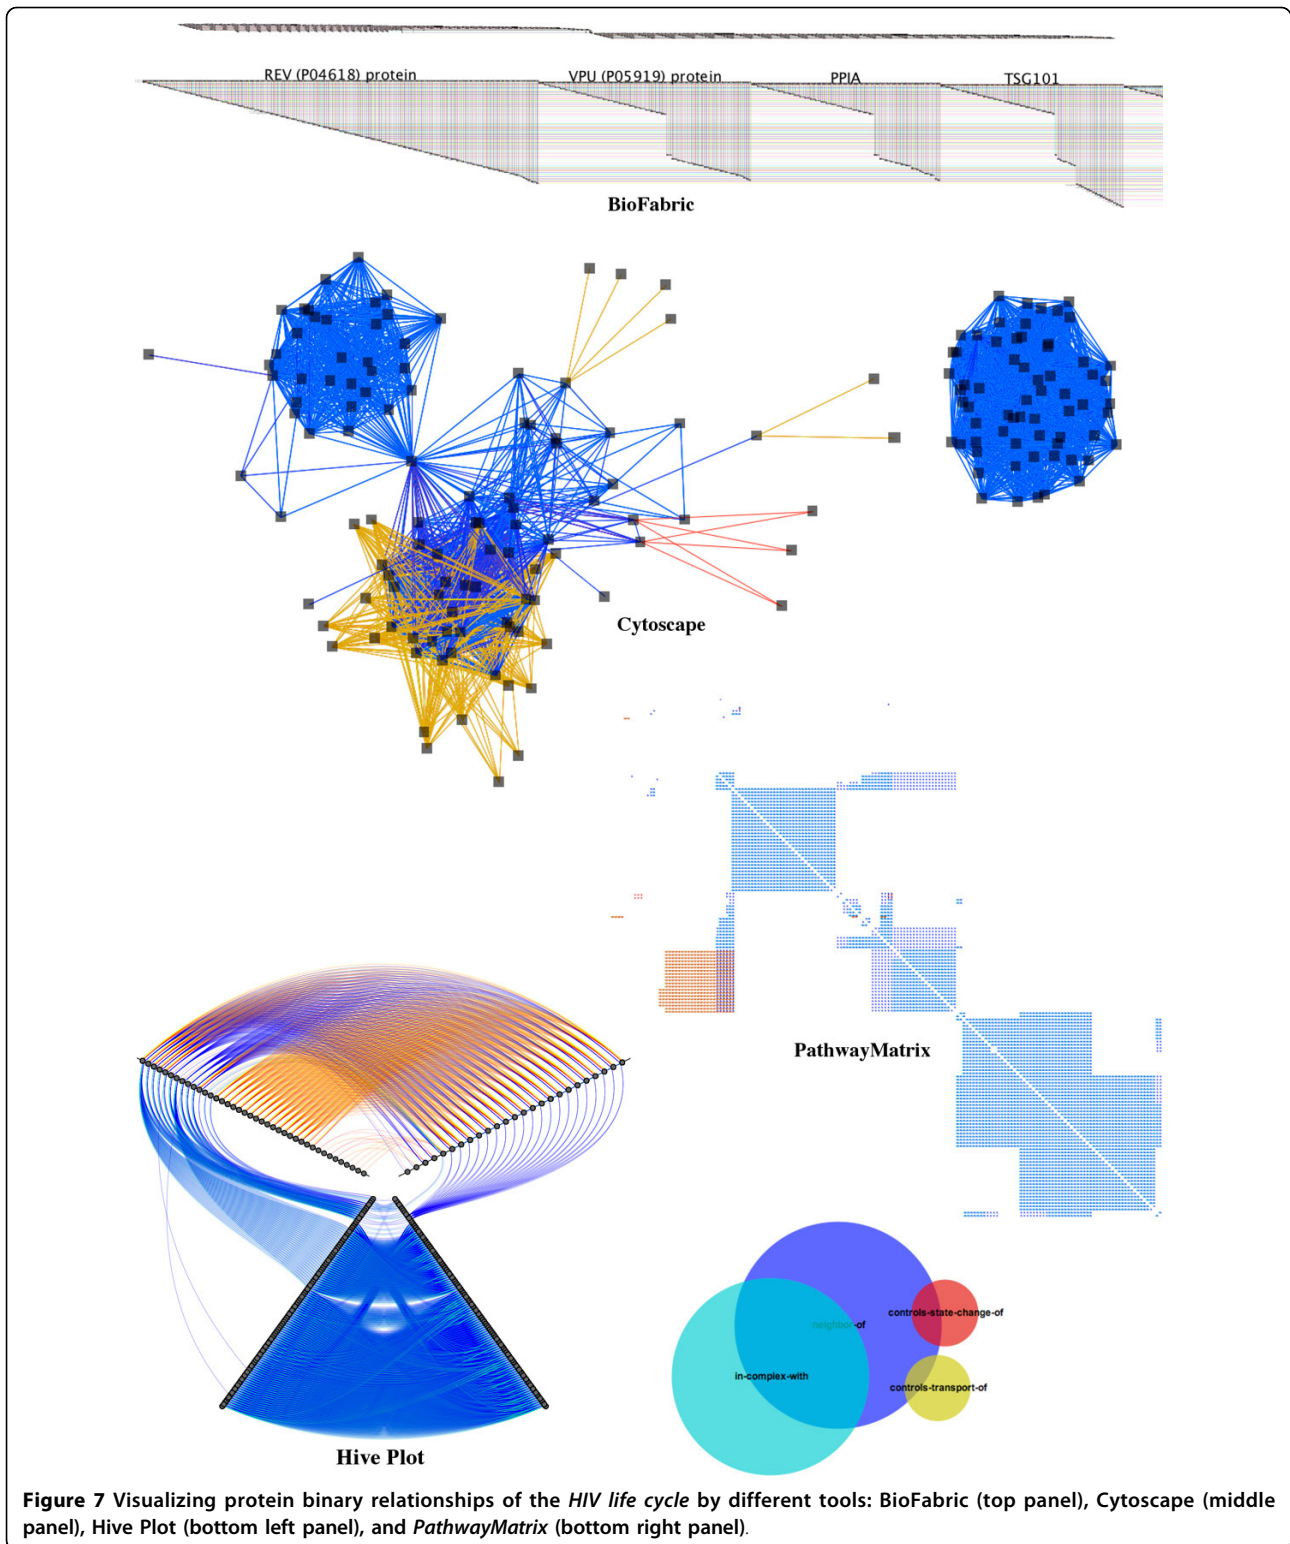 REV (P04618) protein
VPU (P05919) protein
PPIA
TSG101
BioFabric
Cytoscape
PathwayMatrix
Hive Plot
neighbor-of
controls-state-change-of
in-complex-with
controls-transport-of
Figure 7 Visualizing protein binary relationships of the HIV life cycle by different tools: BioFabric (top panel), Cytoscape (middle
panel), Hive Plot (bottom left panel), and PathwayMatrix (bottom right panel).